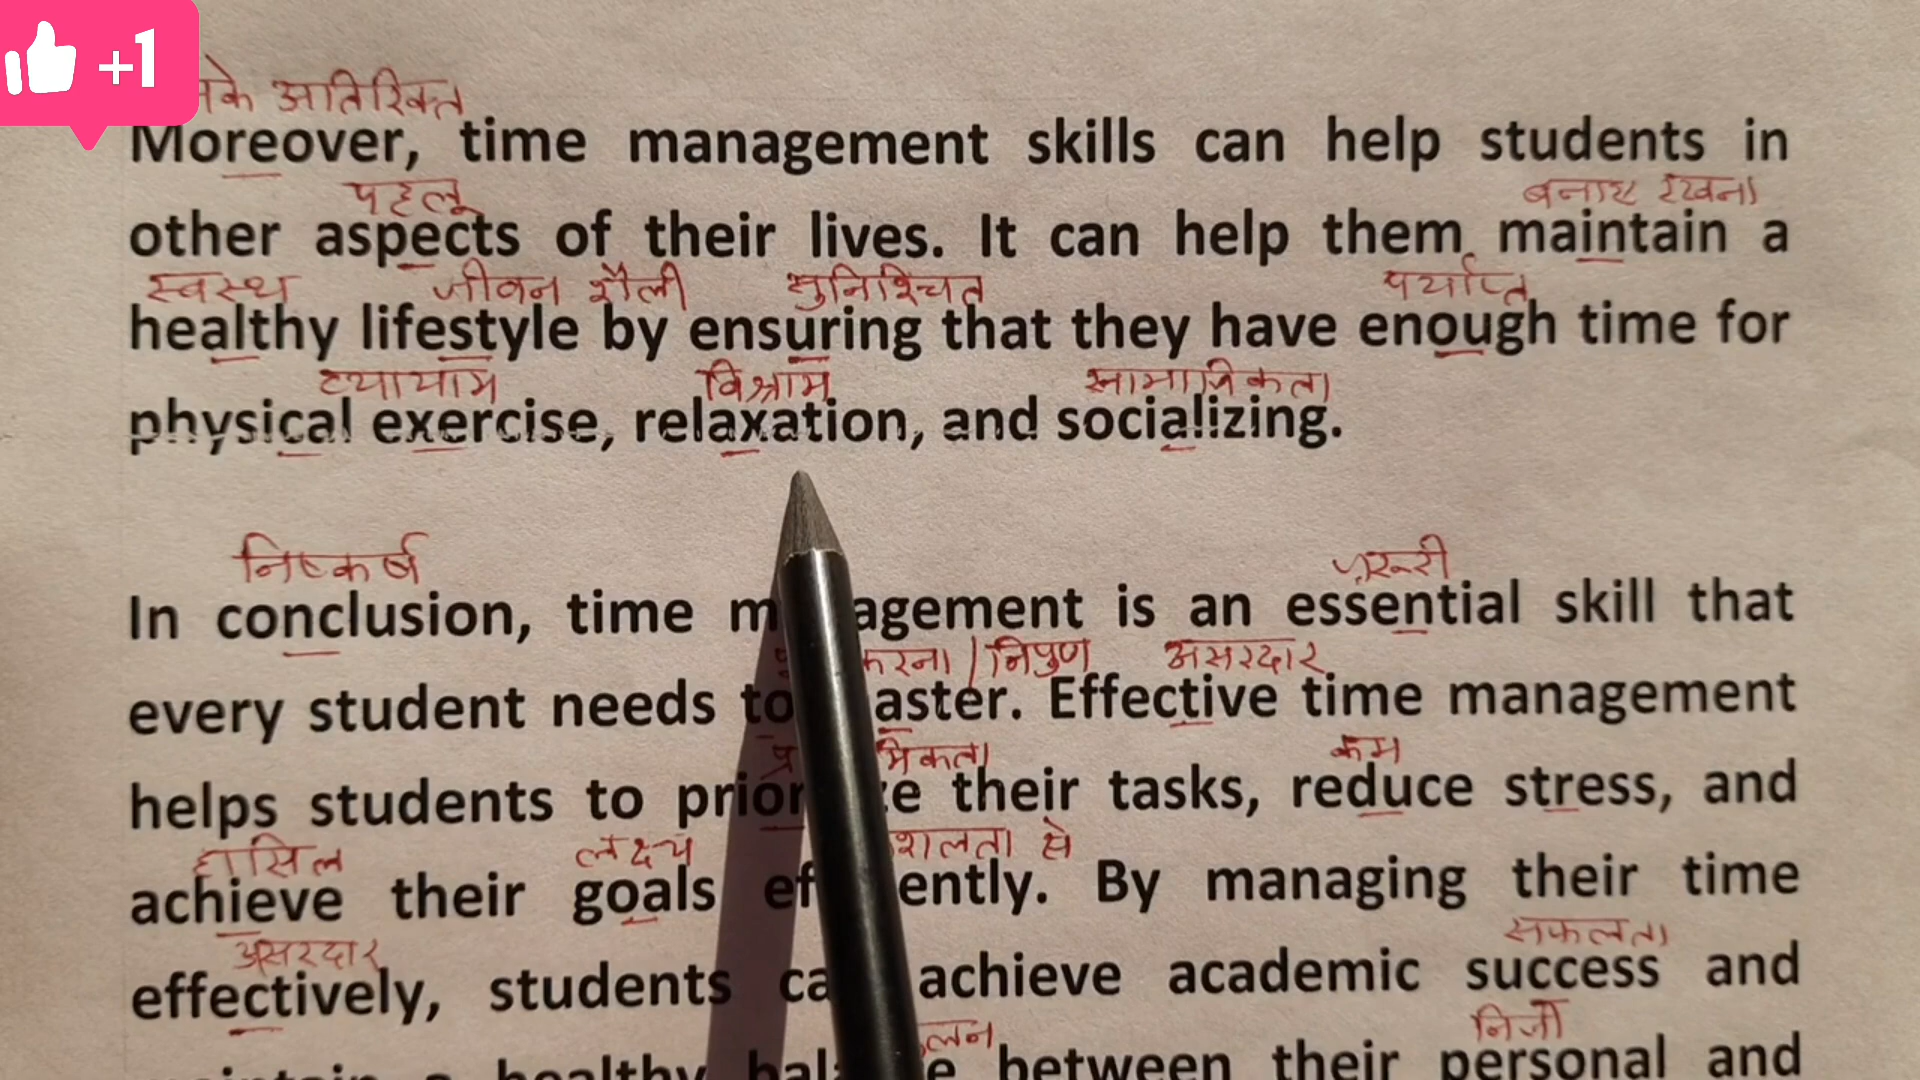 +1
के अतिरिक्त
Moreover, time management skills can help students in
पहलू बनाए रखना
other aspects of their lives. It can help them maintain a
स्वस्थ जीवन शैली सुनिश्चित पर्याप्त
healthy lifestyle by ensuring that they have enough time for
व्यायाम विश्राम सामाजिकता
physical exercise, relaxation, and socializing.
निष्कर्ष ज़रूरी
In conclusion, time m agement is an essential skill that
करना / निपुण असरदार
every student needs to aster. Effective time management
कम
helps students to prior e their tasks, reduce stress, and
हासिल लक्ष्य शलता से
achieve their goals ef ently. By managing their time
असरदार सफलता
effectively, students ca achieve academic success and
लन निजी
maintain a healthy bal e between their personal and